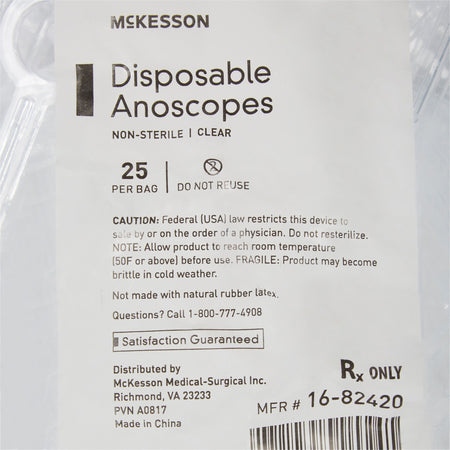 McKESSON
Disposable
Anoscopes
NON-STERILE | CLEAR
25
PER BAG
DO NOT REUSE
CAUTION: Federal (USA) law restricts this device to
sale by or on the order of a physician. Do not resterilize.
NOTE: Allow product to reach room temperature
(50F or above) before use. FRAGILE: Product may become
brittle in cold weather.
Not made with natural rubber latex.
Questions? Call 1-800-777-4908
Satisfaction Guaranteed
Distributed by
McKesson Medical-Surgical Inc.
Richmond, VA 23233
PVN A0817
Made in China
Rx ONLY
MFR # 16-82420